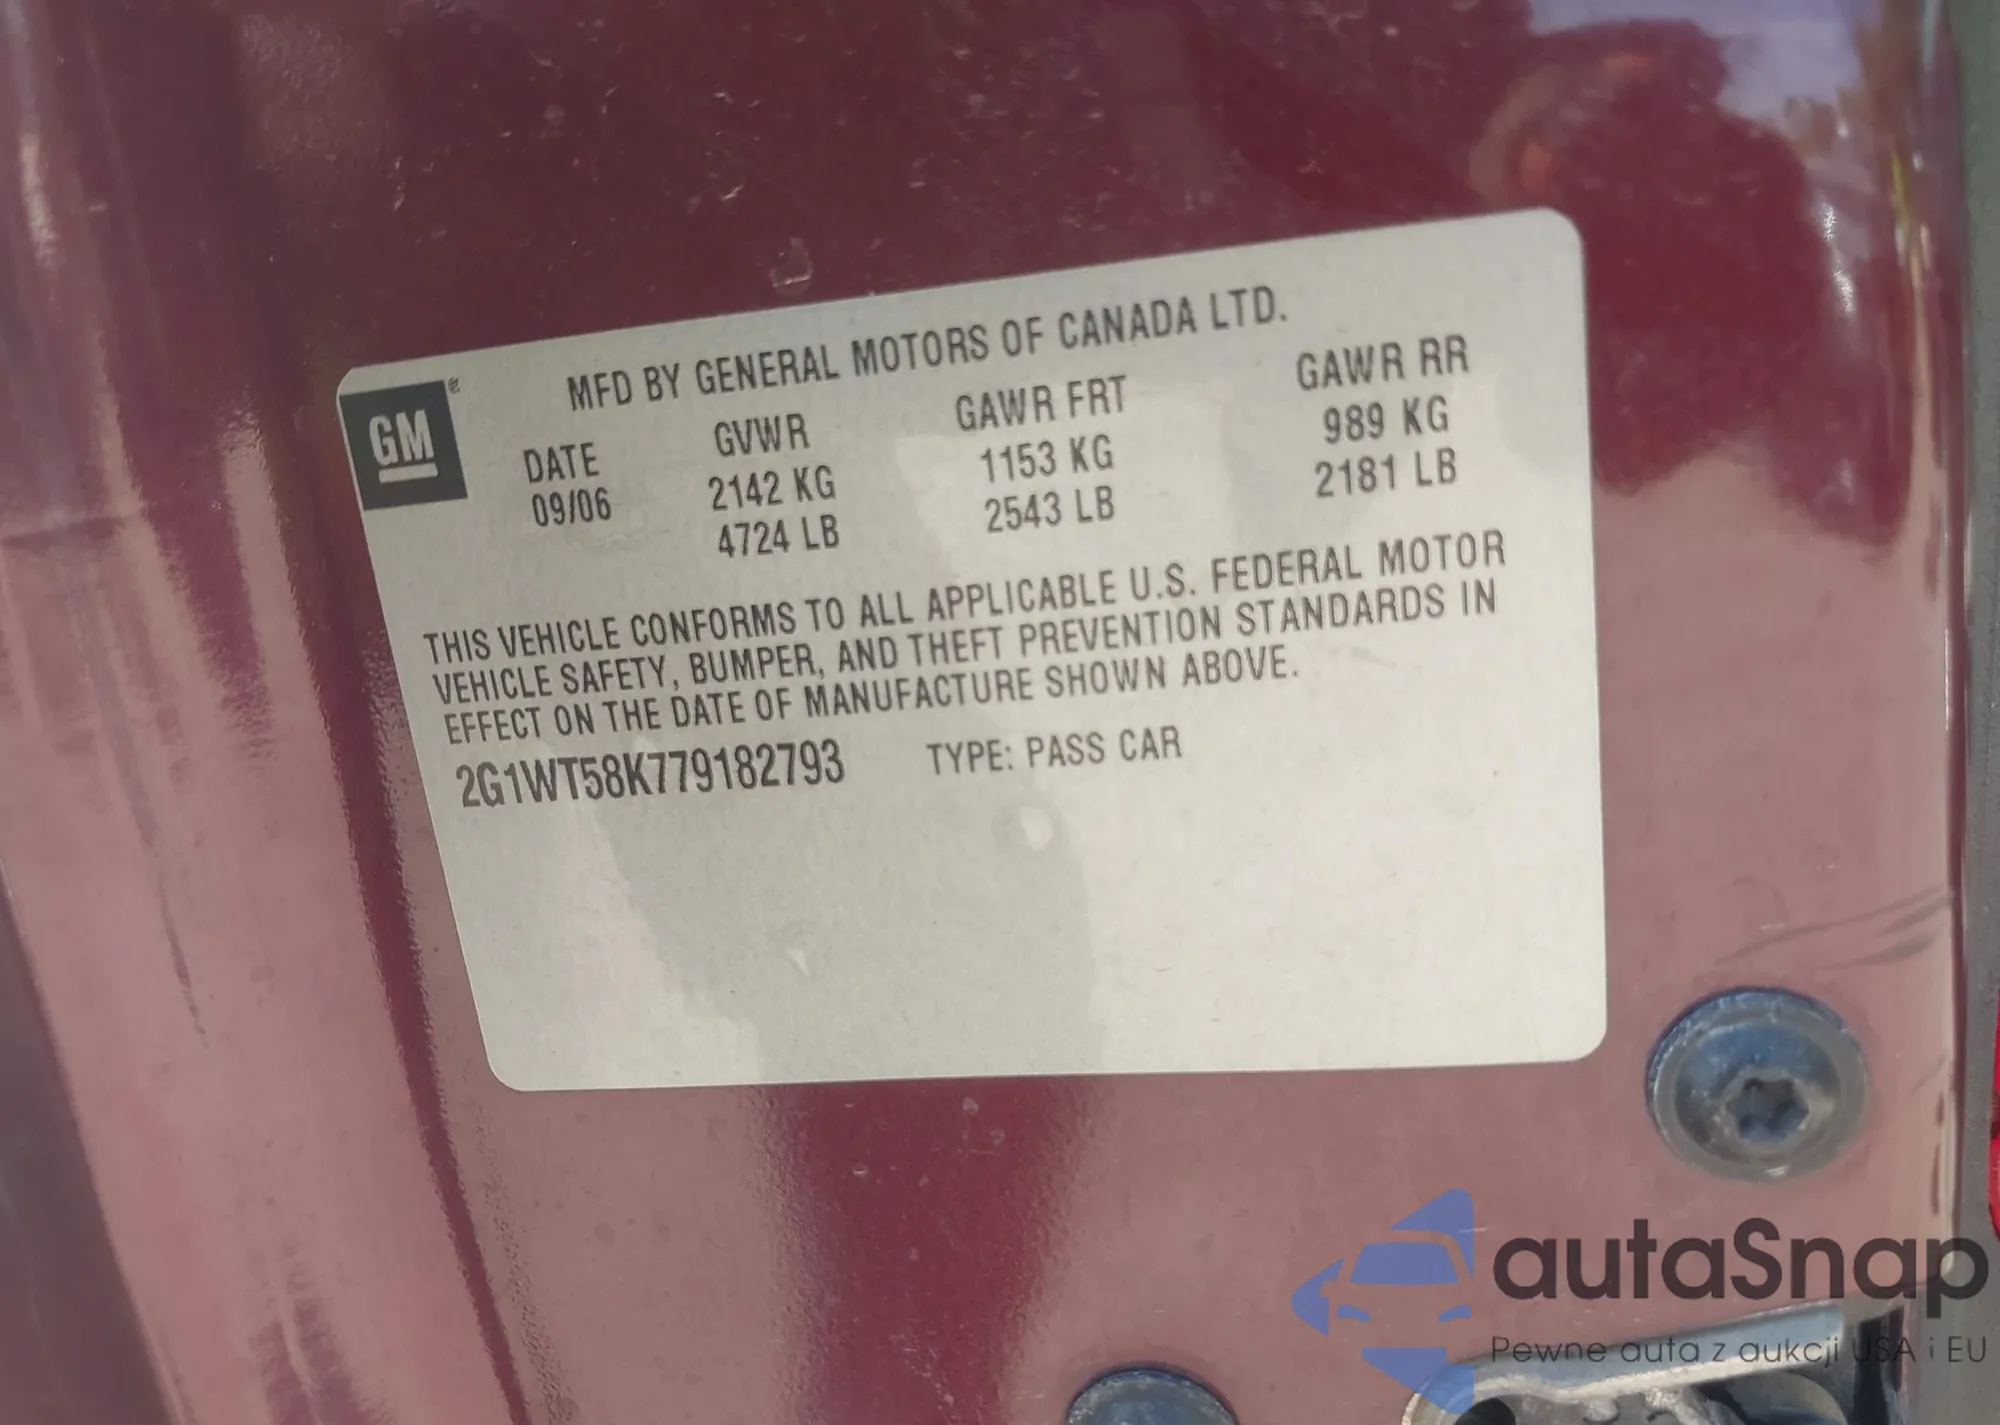 MFD BY GENERAL MOTORS OF CANADA LTD.
GM ®
DATE GVWR GAWR FRT GAWR RR
09/06 2142 KG 1153 KG 989 KG
4724 LB 2543 LB 2181 LB
THIS VEHICLE CONFORMS TO ALL APPLICABLE U.S. FEDERAL MOTOR
VEHICLE SAFETY, BUMPER, AND THEFT PREVENTION STANDARDS IN
EFFECT ON THE DATE OF MANUFACTURE SHOWN ABOVE.
2G1WT58K779182793 TYPE: PASS CAR
autaSnap
Pewne auta z aukcji USA i EU